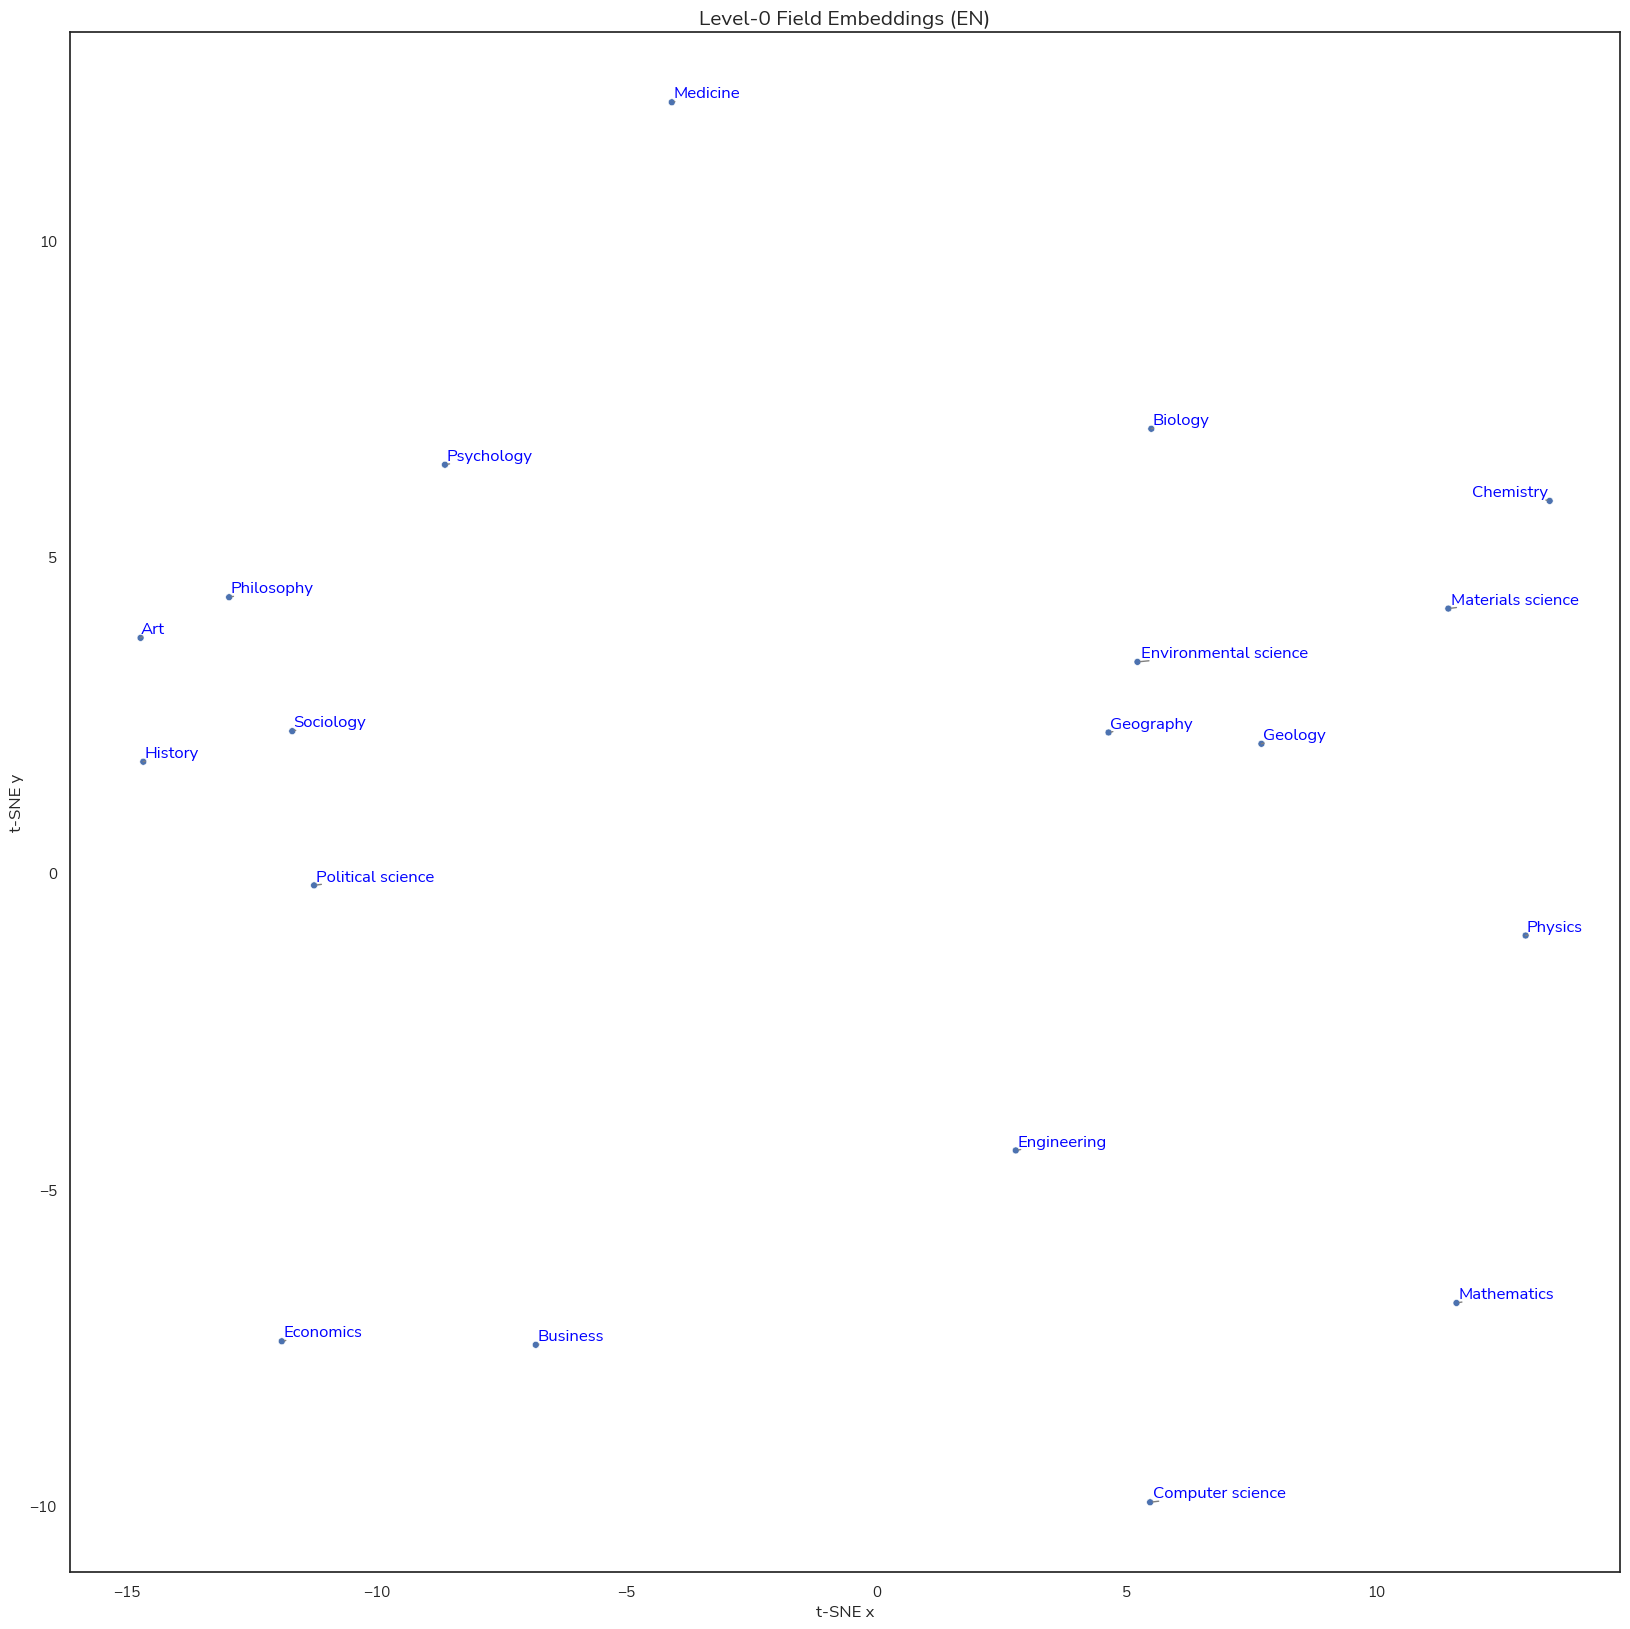 Level-0 Field Embeddings (EN)
Medicine
10
Biology
Psychology
Chemistry
5
Philosophy
Materials science
Art
Environmental science
Sociology
Geography
Geology
History
t-SNE y
0
Political science
Physics
Engineering
−5
Mathematics
Economics
Business
Computer science
−10
−15 −10 −5 0 5 10
t-SNE x